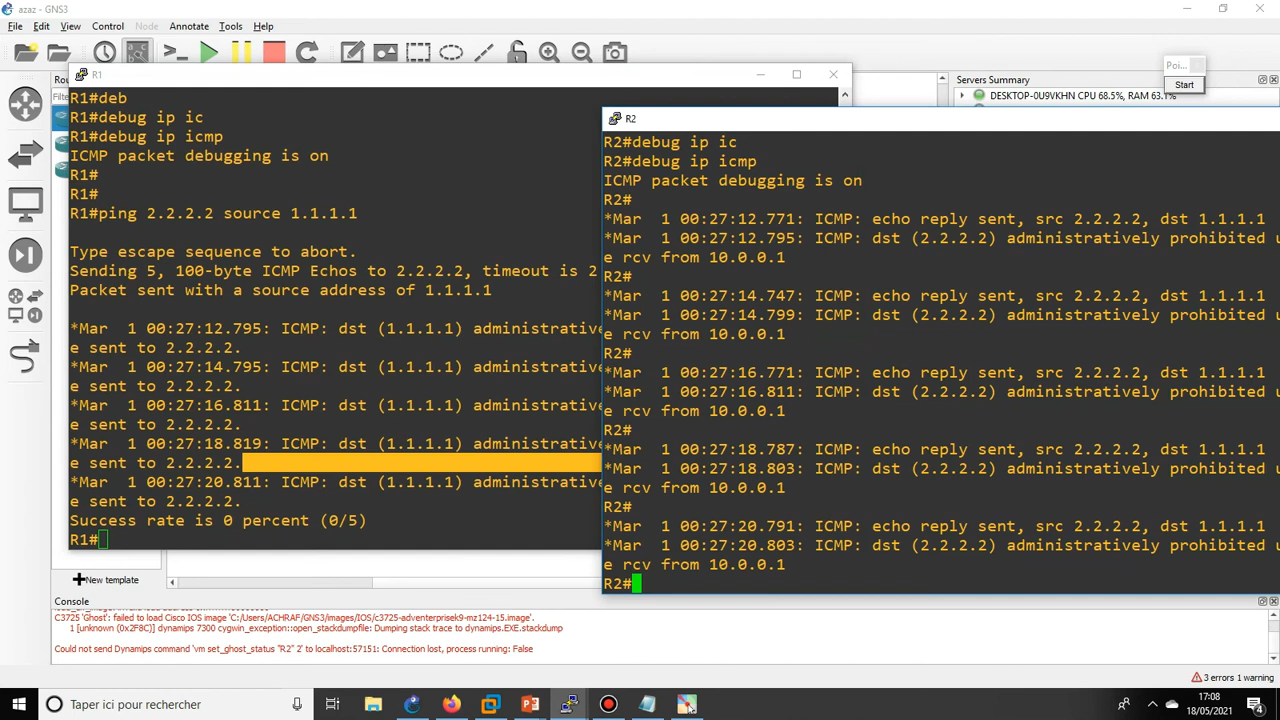 azaz - GNS3
File Edit View Control Node Annotate Tools Help
R1
R1#deb
R1#debug ip ic
R1#debug ip icmp
ICMP packet debugging is on
R1#
R1#
R1#ping 2.2.2.2 source 1.1.1.1
Type escape sequence to abort.
Sending 5, 100-byte ICMP Echos to 2.2.2.2, timeout is 2
Packet sent with a source address of 1.1.1.1
*Mar  1 00:27:12.795: ICMP: dst (1.1.1.1) administrative
e sent to 2.2.2.2.
*Mar  1 00:27:14.795: ICMP: dst (1.1.1.1) administrative
e sent to 2.2.2.2.
*Mar  1 00:27:16.811: ICMP: dst (1.1.1.1) administrative
e sent to 2.2.2.2.
*Mar  1 00:27:18.819: ICMP: dst (1.1.1.1) administrative
e sent to 2.2.2.2.
*Mar  1 00:27:20.811: ICMP: dst (1.1.1.1) administrative
e sent to 2.2.2.2.
Success rate is 0 percent (0/5)
R1#
R2
R2#debug ip ic
R2#debug ip icmp
ICMP packet debugging is on
R2#
*Mar  1 00:27:12.771: ICMP: echo reply sent, src 2.2.2.2, dst 1.1.1.1
*Mar  1 00:27:12.795: ICMP: dst (2.2.2.2) administratively prohibited u
e rcv from 10.0.0.1
R2#
*Mar  1 00:27:14.747: ICMP: echo reply sent, src 2.2.2.2, dst 1.1.1.1
*Mar  1 00:27:14.799: ICMP: dst (2.2.2.2) administratively prohibited u
e rcv from 10.0.0.1
R2#
*Mar  1 00:27:16.771: ICMP: echo reply sent, src 2.2.2.2, dst 1.1.1.1
*Mar  1 00:27:16.811: ICMP: dst (2.2.2.2) administratively prohibited u
e rcv from 10.0.0.1
R2#
*Mar  1 00:27:18.787: ICMP: echo reply sent, src 2.2.2.2, dst 1.1.1.1
*Mar  1 00:27:18.803: ICMP: dst (2.2.2.2) administratively prohibited u
e rcv from 10.0.0.1
R2#
*Mar  1 00:27:20.791: ICMP: echo reply sent, src 2.2.2.2, dst 1.1.1.1
*Mar  1 00:27:20.803: ICMP: dst (2.2.2.2) administratively prohibited u
e rcv from 10.0.0.1
R2#
Poi...
Start
Servers Summary
DESKTOP-0U9VKHN CPU 68.5%, RAM 63.1%
Rou
New template
Console
C3725 'Ghost': failed to load Cisco IOS image 'C:/Users/ACHRAF/GNS3/images/IOS/c3725-adventerprisek9-mz124-15.image'.
1 [unknown (0x2F8C)] dynamips 7300 cygwin_exception::open_stackdumpfile: Dumping stack trace to dynamips.EXE.stackdump
Could not send Dynamips command 'vm set_ghost_status "R2" 2' to localhost:57151: Connection lost, process running: False
3 errors 1 warning
Taper ici pour rechercher
17:08
18/05/2021
4